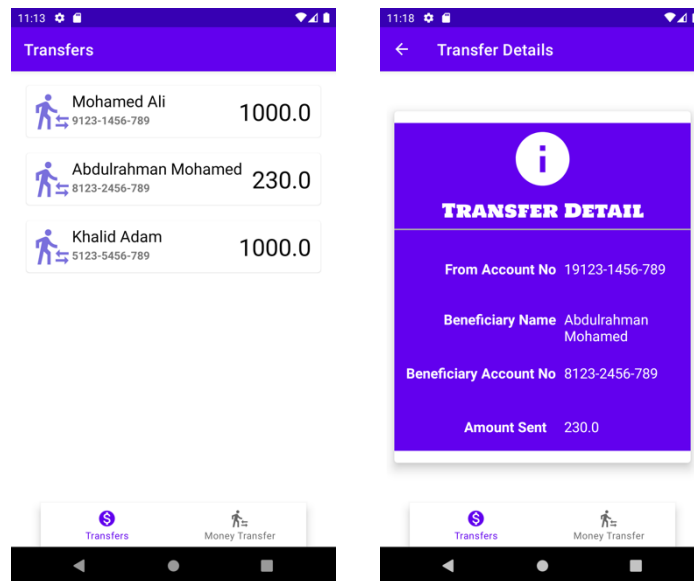 11:13
Transfers
Mohamed Ali
9123-1456-789
1000.0
Abdulrahman Mohamed
8123-2456-789
230.0
Khalid Adam
5123-5456-789
1000.0
Transfers
Money Transfer
11:18
Transfer Details
Transfer Detail
From Account No 19123-1456-789
Beneficiary Name Abdulrahman
Mohamed
Beneficiary Account No 8123-2456-789
Amount Sent 230.0
Transfers
Money Transfer